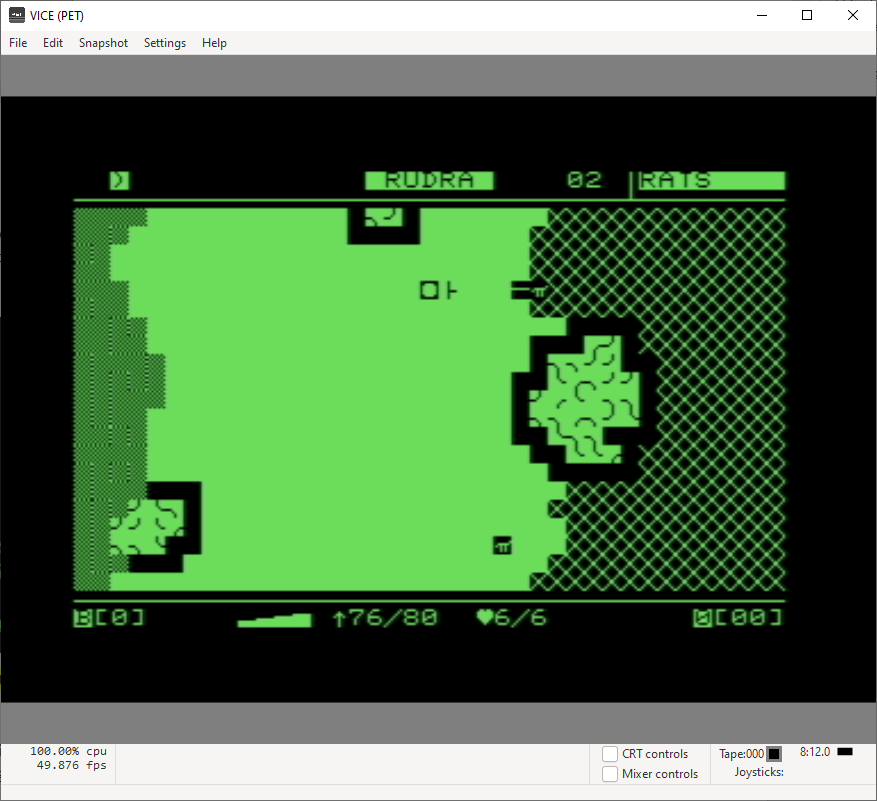 VICE (PET)
File Edit Snapshot Settings Help
) RUDRA 02 RATS
B[0] ↑76/80 ♥6/6 0[00]
100.00% cpu
49.876 fps
CRT controls
Mixer controls
Tape:000
Joysticks:
8:12.0